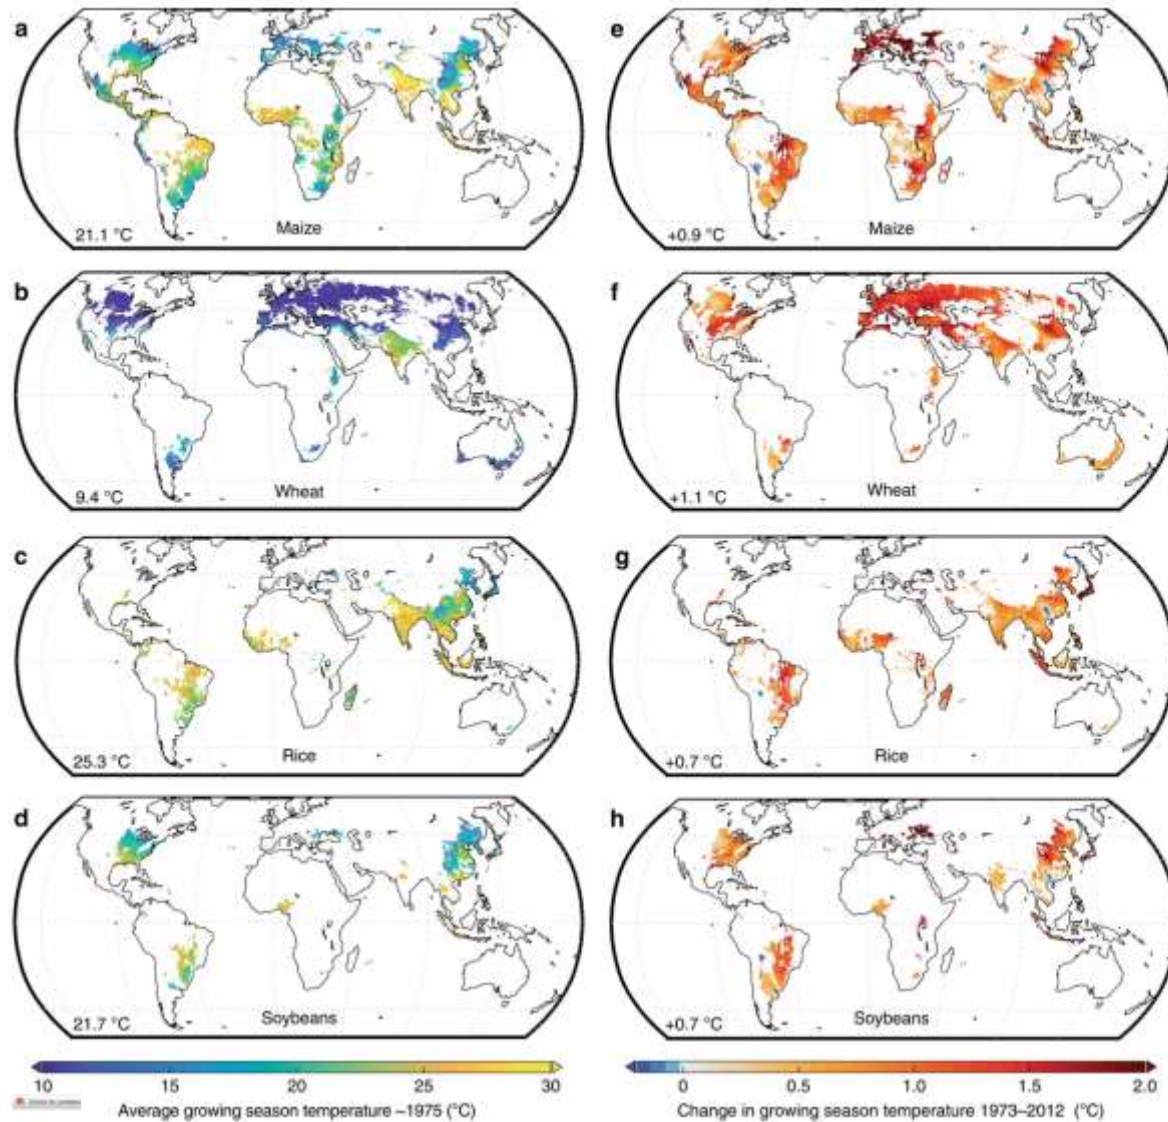 a
21.1 °C
Maize
e
+0.9 °C
Maize
b
9.4 °C
Wheat
f
+1.1 °C
Wheat
c
25.3 °C
Rice
g
+0.7 °C
Rice
d
21.7 °C
Soybeans
h
+0.7 °C
Soybeans
10 15 20 25 30
Average growing season temperature ~1975 (°C)
0 0.5 1.0 1.5 2.0
Change in growing season temperature 1973–2012 (°C)